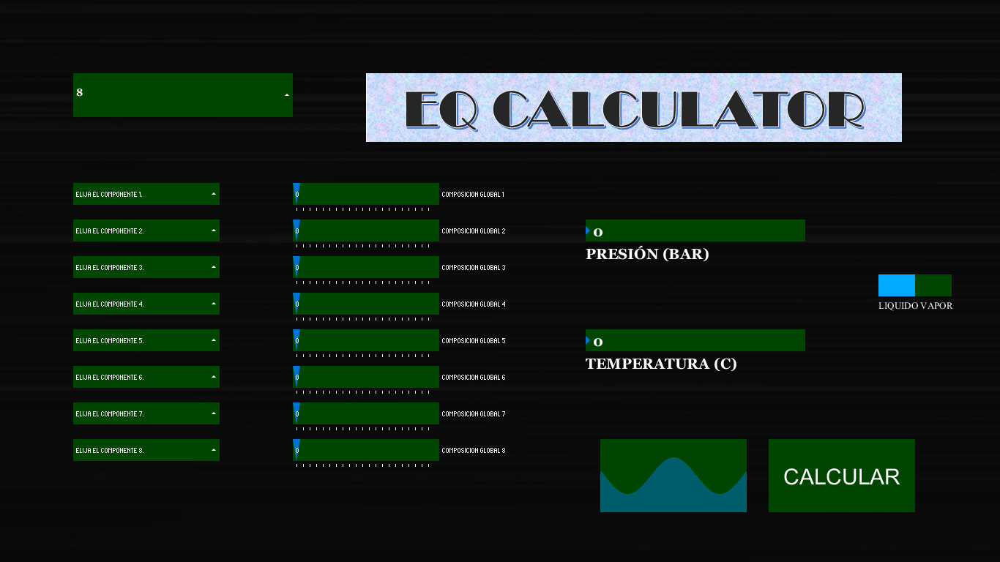 8
EQ CALCULATOR
ELIJA EL COMPONENTE 1.
0
COMPOSICION GLOBAL 1
ELIJA EL COMPONENTE 2.
0
COMPOSICION GLOBAL 2
0
PRESIÓN (BAR)
ELIJA EL COMPONENTE 3.
0
COMPOSICION GLOBAL 3
ELIJA EL COMPONENTE 4.
0
COMPOSICION GLOBAL 4
LIQUIDO VAPOR
ELIJA EL COMPONENTE 5.
0
COMPOSICION GLOBAL 5
0
TEMPERATURA (C)
ELIJA EL COMPONENTE 6.
0
COMPOSICION GLOBAL 6
ELIJA EL COMPONENTE 7.
0
COMPOSICION GLOBAL 7
ELIJA EL COMPONENTE 8.
0
COMPOSICION GLOBAL 8
CALCULAR